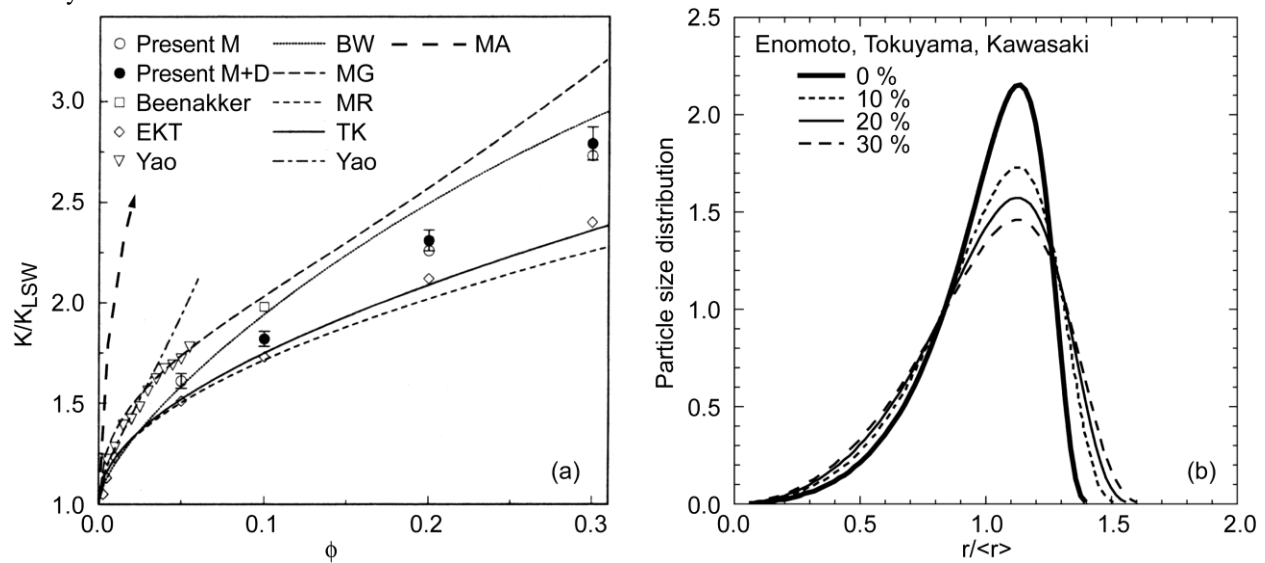 Present M
Present M+D
Beenakker
EKT
Yao
BW
MG
MR
TK
Yao
MA
3.0
2.5
2.0
1.5
1.0
K/K_LSW
0.0
0.1
0.2
0.3
ϕ
(a)
Enomoto, Tokuyama, Kawasaki
0 %
10 %
20 %
30 %
2.5
2.0
1.5
1.0
0.5
0.0
Particle size distribution
0.0
0.5
1.0
1.5
2.0
r/<r>
(b)